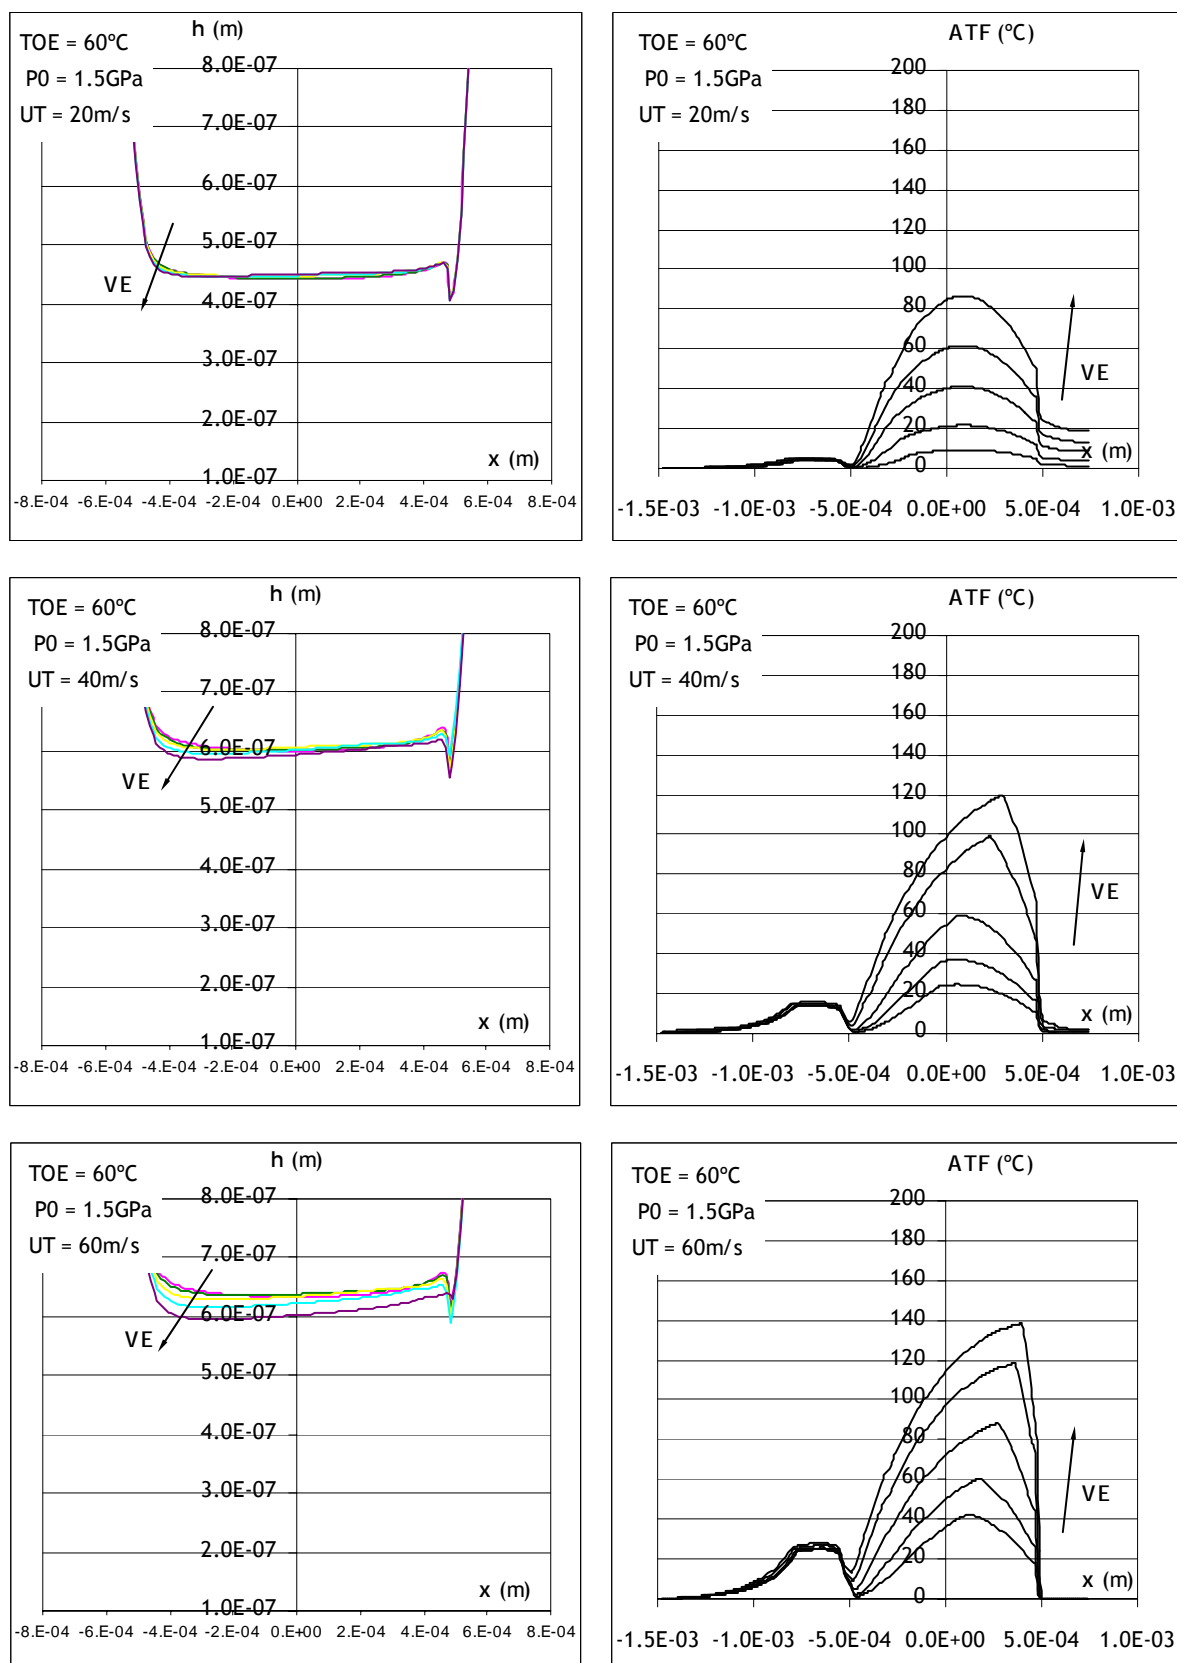 h (m)
TOE = 60ºC
P0 = 1.5GPa
UT = 20m/s
8.0E-07
7.0E-07
6.0E-07
5.0E-07
4.0E-07
3.0E-07
2.0E-07
1.0E-07
VE
x (m)
-8.E-04 -6.E-04 -4.E-04 -2.E-04 0.E+00 2.E-04 4.E-04 6.E-04 8.E-04
ATF (ºC)
TOE = 60ºC
P0 = 1.5GPa
UT = 20m/s
200
180
160
140
120
100
80
60
40
20
0
VE
x (m)
-1.5E-03 -1.0E-03 -5.0E-04 0.0E+00 5.0E-04 1.0E-03
h (m)
TOE = 60ºC
P0 = 1.5GPa
UT = 40m/s
8.0E-07
7.0E-07
6.0E-07
5.0E-07
4.0E-07
3.0E-07
2.0E-07
1.0E-07
VE
x (m)
-8.E-04 -6.E-04 -4.E-04 -2.E-04 0.E+00 2.E-04 4.E-04 6.E-04 8.E-04
ATF (ºC)
TOE = 60ºC
P0 = 1.5GPa
UT = 40m/s
200
180
160
140
120
100
80
60
40
20
0
VE
x (m)
-1.5E-03 -1.0E-03 -5.0E-04 0.0E+00 5.0E-04 1.0E-03
h (m)
TOE = 60ºC
P0 = 1.5GPa
UT = 60m/s
8.0E-07
7.0E-07
6.0E-07
5.0E-07
4.0E-07
3.0E-07
2.0E-07
1.0E-07
VE
x (m)
-8.E-04 -6.E-04 -4.E-04 -2.E-04 0.E+00 2.E-04 4.E-04 6.E-04 8.E-04
ATF (ºC)
TOE = 60ºC
P0 = 1.5GPa
UT = 60m/s
200
180
160
140
120
100
80
60
40
20
0
VE
x (m)
-1.5E-03 -1.0E-03 -5.0E-04 0.0E+00 5.0E-04 1.0E-03